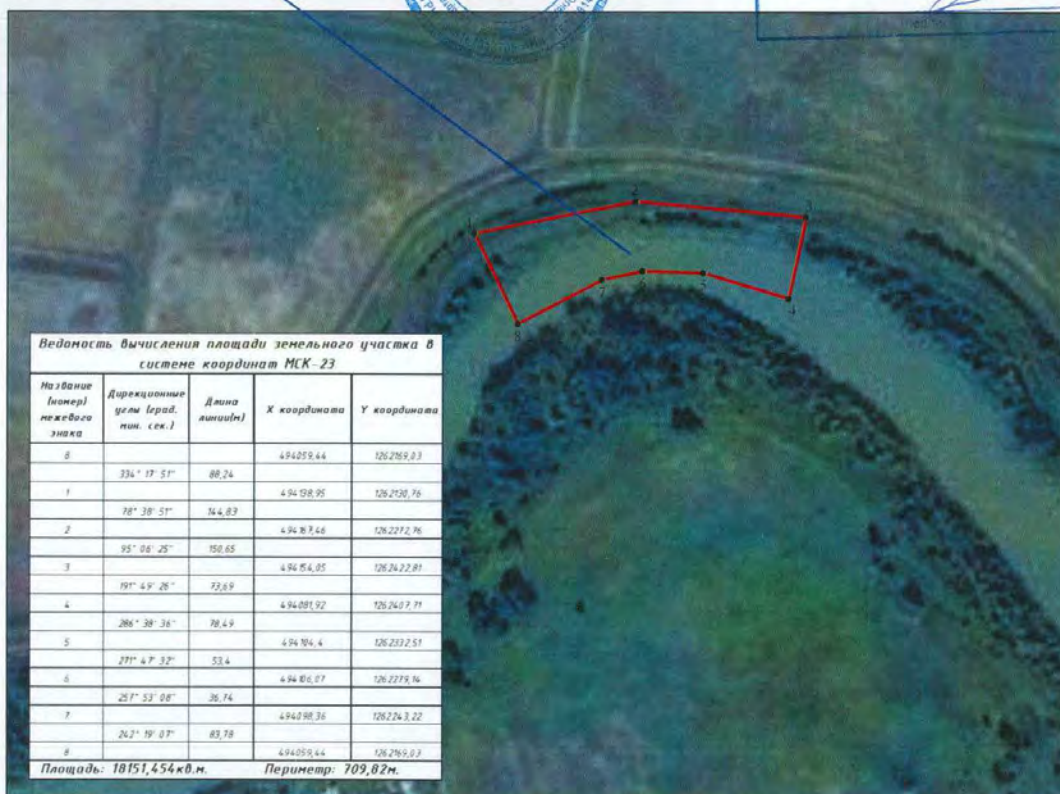 1
2
3
4
5
6
7
8
Ведомость вычисления площади земельного участка в
системе координат МСК-23
Название (номер) межевого знака Дирекционные углы (град. мин. сек.) Длина линии(м) X координата Y координата
8 494059,44 1262169,03
334° 17' 51" 88,24
1 494138,95 1262130,76
78° 38' 51" 144,83
2 494167,46 1262272,76
95° 06' 25" 150,65
3 494154,05 1262422,81
191° 49' 26" 73,69
4 494081,92 1262407,71
286° 38' 36" 78,49
5 494104,4 1262332,51
271° 47' 32" 53,4
6 494106,07 1262279,14
257° 53' 08" 36,74
7 494098,36 1262243,22
242° 19' 07" 83,78
8 494059,44 1262169,03
Площадь: 18151,454кв.м. Периметр: 709,82м.